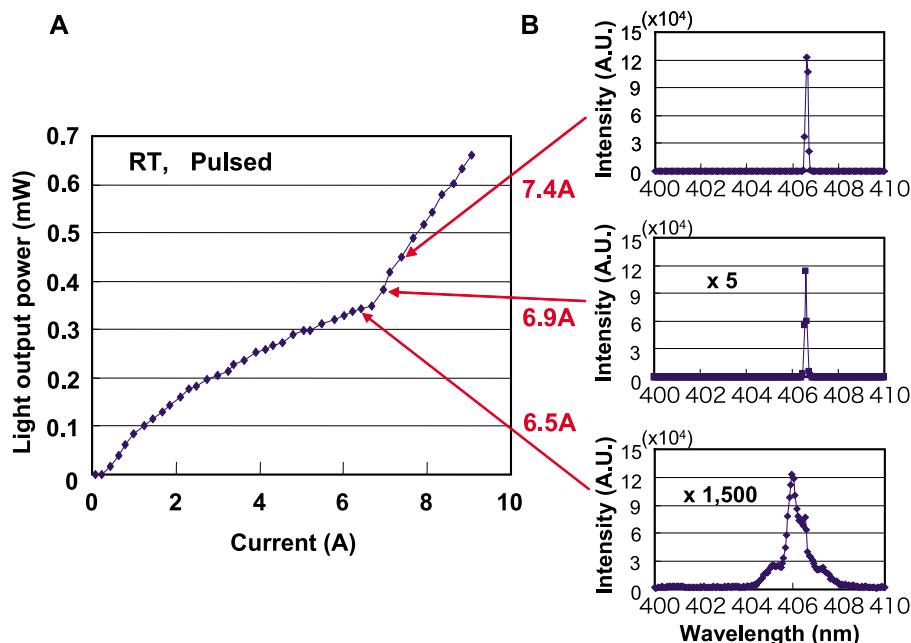 A
RT, Pulsed
Light output power (mW)
0.7
0.6
0.5
0.4
0.3
0.2
0.1
0
0 2 4 6 8 10
Current (A)
7.4A
6.9A
6.5A
B
(x10⁴)
Intensity (A.U.)
15
12
9
6
3
0
400 402 404 406 408 410
(x10⁴)
Intensity (A.U.)
15
12
9
6
3
0
x 5
400 402 404 406 408 410
(x10⁴)
Intensity (A.U.)
15
12
9
6
3
0
x 1,500
400 402 404 406 408 410
Wavelength (nm)